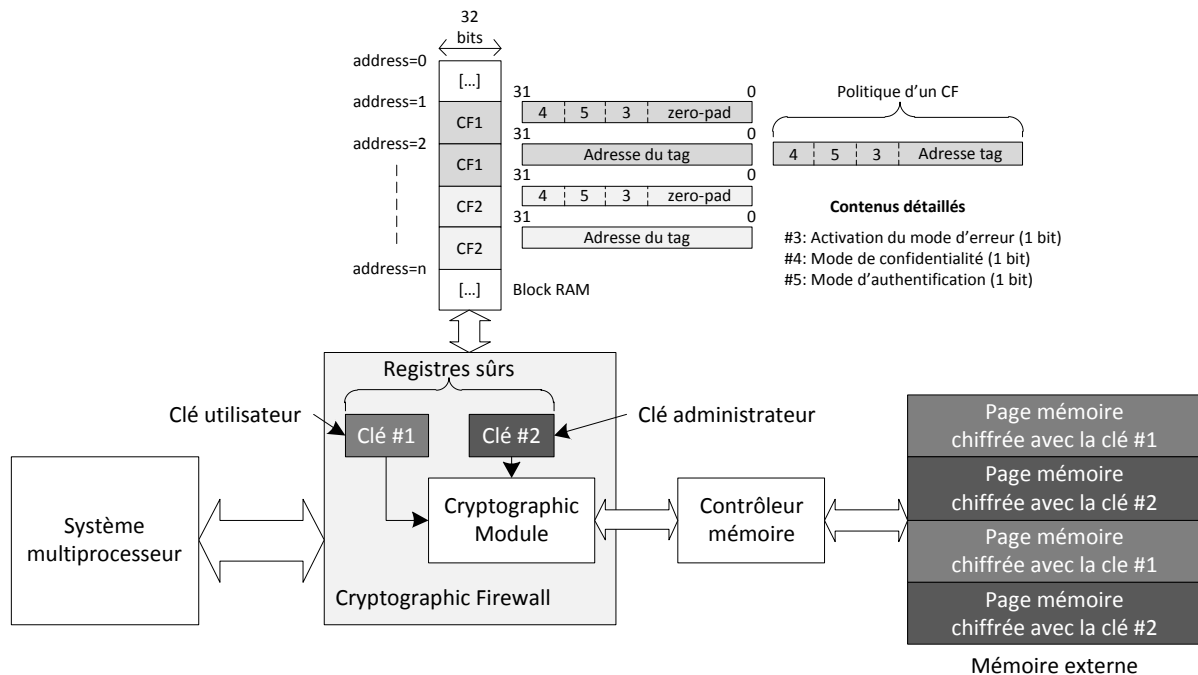 32
bits
address=0
[...]
31
0
Politique d'un CF
address=1
CF1
4
5
3
zero-pad
31
0
address=2
CF1
Adresse du tag
4
5
3
Adresse tag
31
0
CF2
4
5
3
zero-pad
Contenus détaillés
31
0
CF2
Adresse du tag
#3: Activation du mode d'erreur (1 bit)
#4: Mode de confidentialité (1 bit)
#5: Mode d'authentification (1 bit)
address=n
[...]
Block RAM
Registres sûrs
Clé utilisateur
Clé administrateur
Clé #1
Clé #2
Système
multiprocesseur
Cryptographic
Module
Cryptographic Firewall
Contrôleur
mémoire
Page mémoire
chiffrée avec la clé #1
Page mémoire
chiffrée avec la clé #2
Page mémoire
chiffrée avec la cle #1
Page mémoire
chiffrée avec la clé #2
Mémoire externe